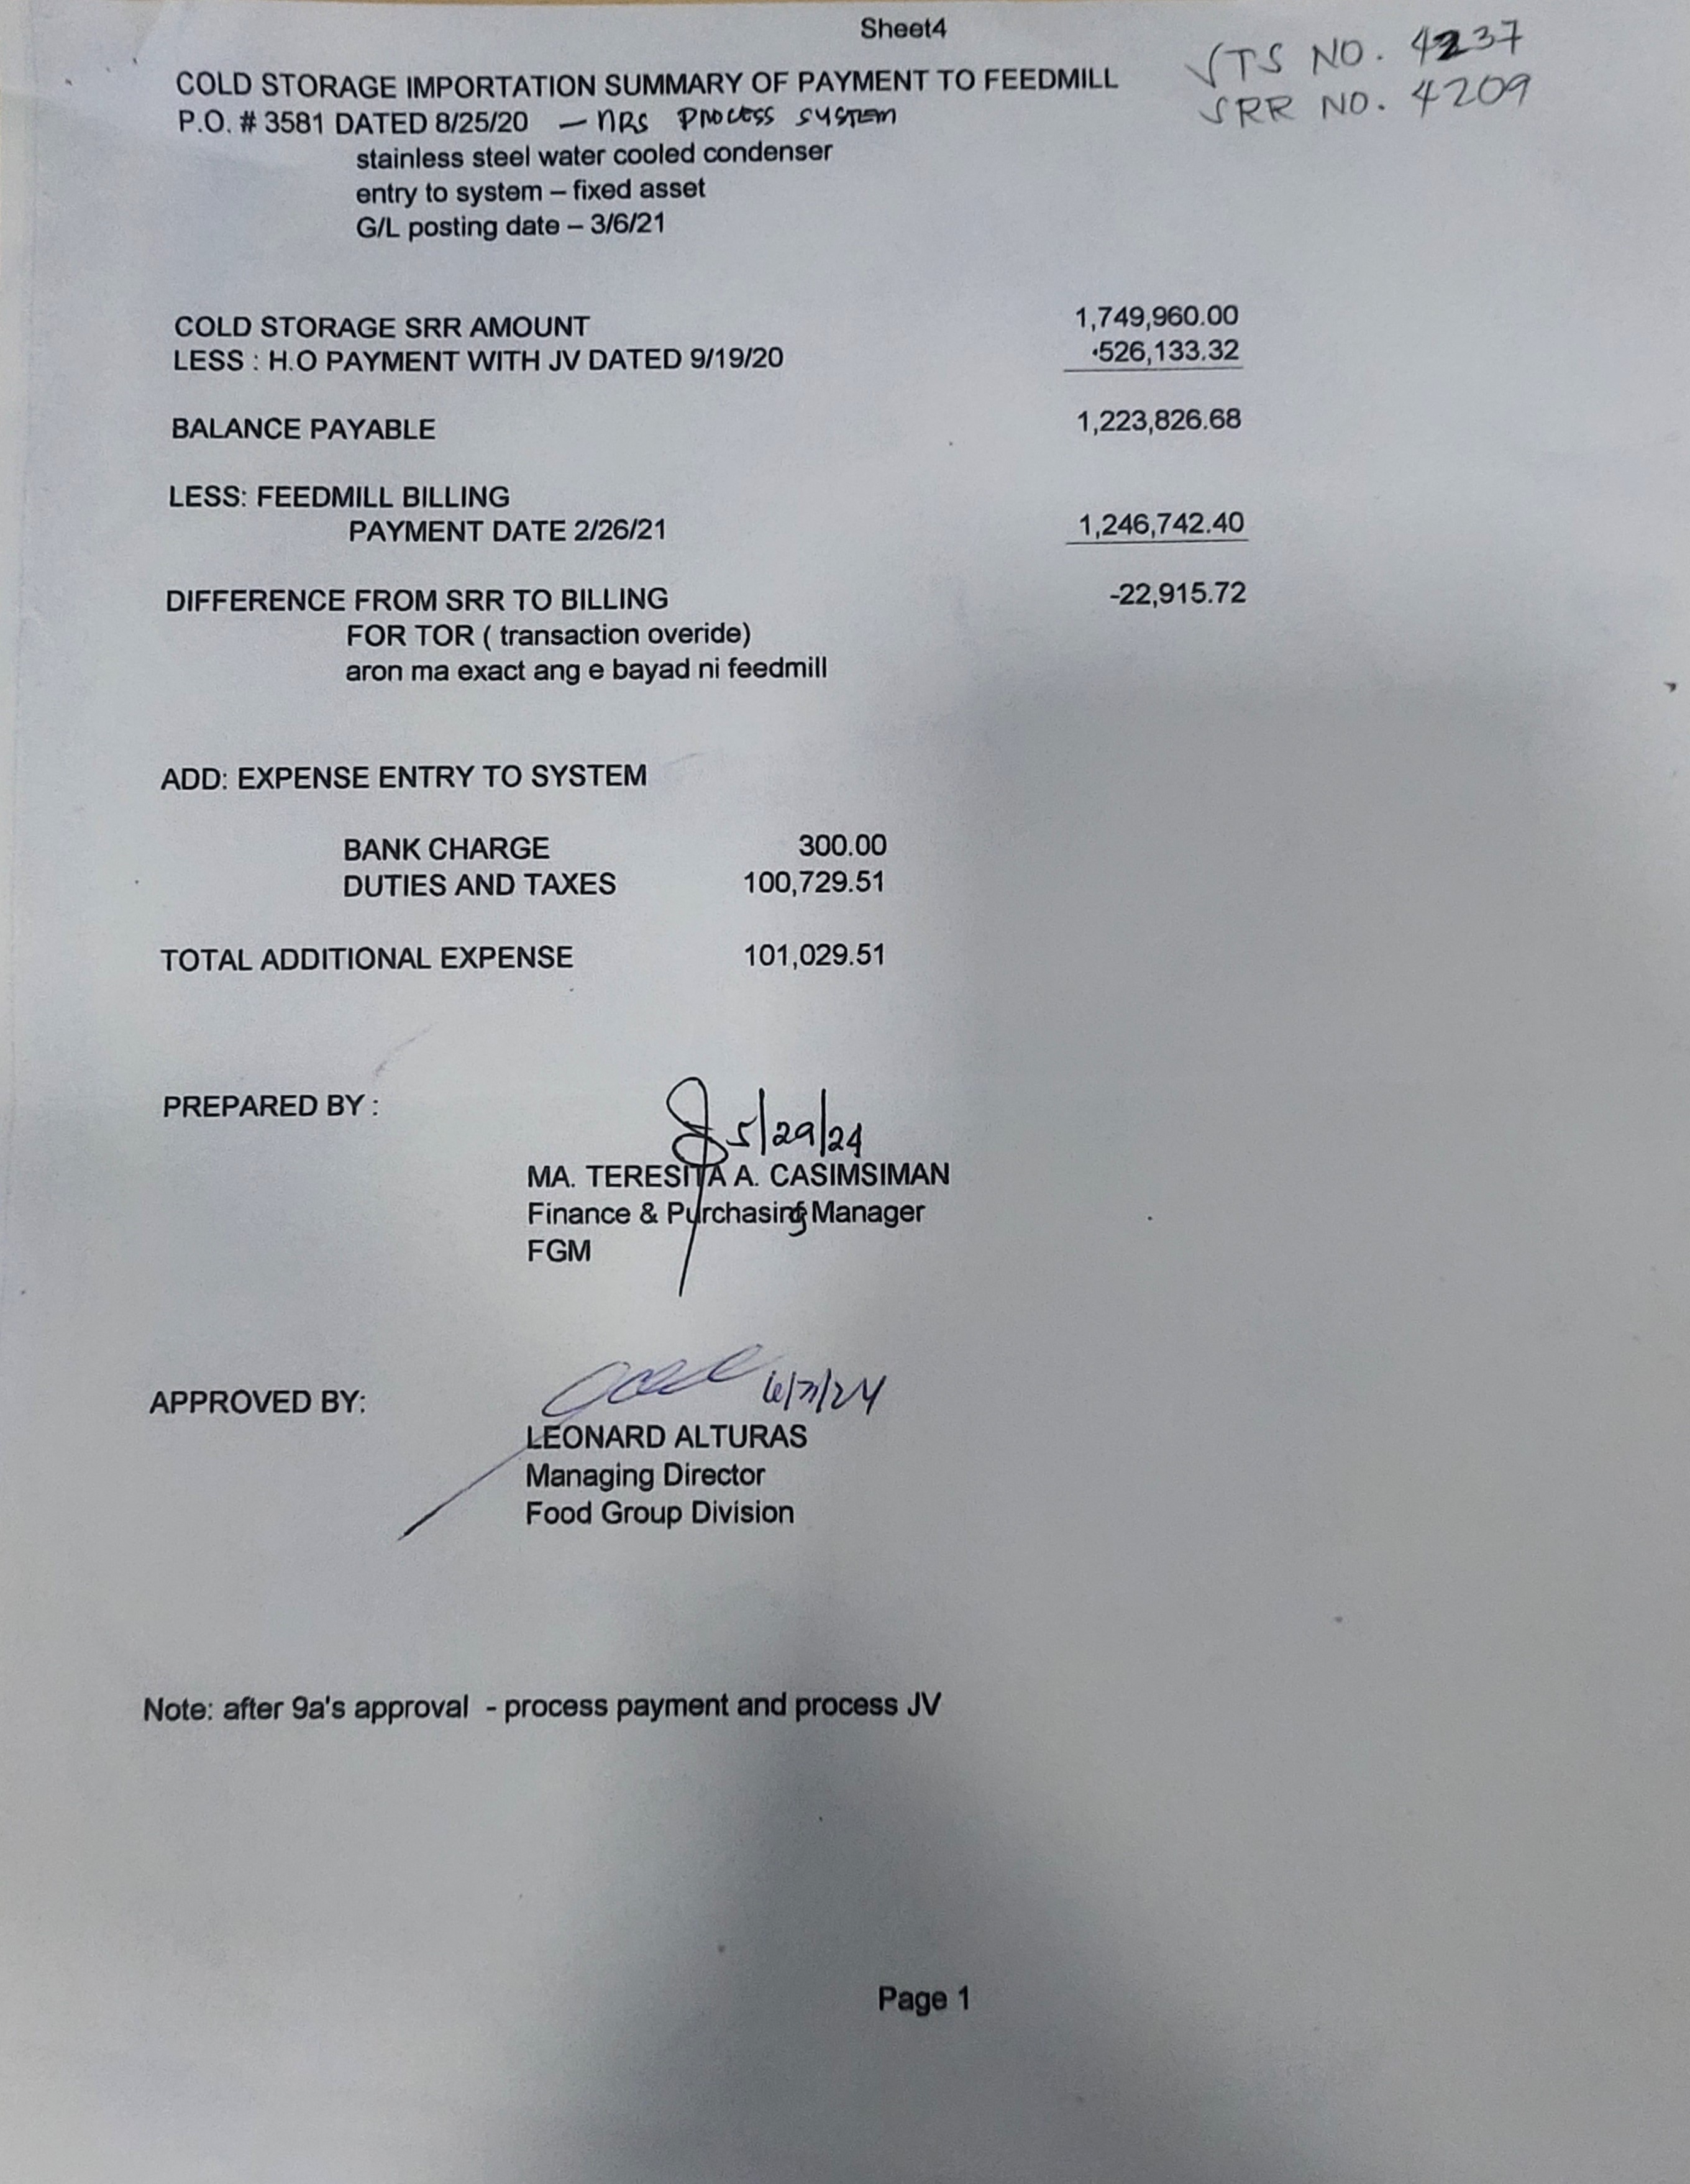 Sheet4
√TS NO. 4237
√SRR NO. 4209
COLD STORAGE IMPORTATION SUMMARY OF PAYMENT TO FEEDMILL
P.O. # 3581 DATED 8/25/20 — NRS PROCESS SYSTEM
stainless steel water cooled condenser
entry to system – fixed asset
G/L posting date – 3/6/21
COLD STORAGE SRR AMOUNT 1,749,960.00
LESS : H.O PAYMENT WITH JV DATED 9/19/20 526,133.32
BALANCE PAYABLE 1,223,826.68
LESS: FEEDMILL BILLING
PAYMENT DATE 2/26/21 1,246,742.40
DIFFERENCE FROM SRR TO BILLING -22,915.72
FOR TOR ( transaction overide)
aron ma exact ang e bayad ni feedmill
ADD: EXPENSE ENTRY TO SYSTEM
BANK CHARGE 300.00
DUTIES AND TAXES 100,729.51
TOTAL ADDITIONAL EXPENSE 101,029.51
PREPARED BY :
5/29/24
MA. TERESITA A. CASIMSIMAN
Finance & Purchasing Manager
FGM
APPROVED BY:
LEONARD ALTURAS
Managing Director
Food Group Division
Note: after 9a's approval - process payment and process JV
Page 1